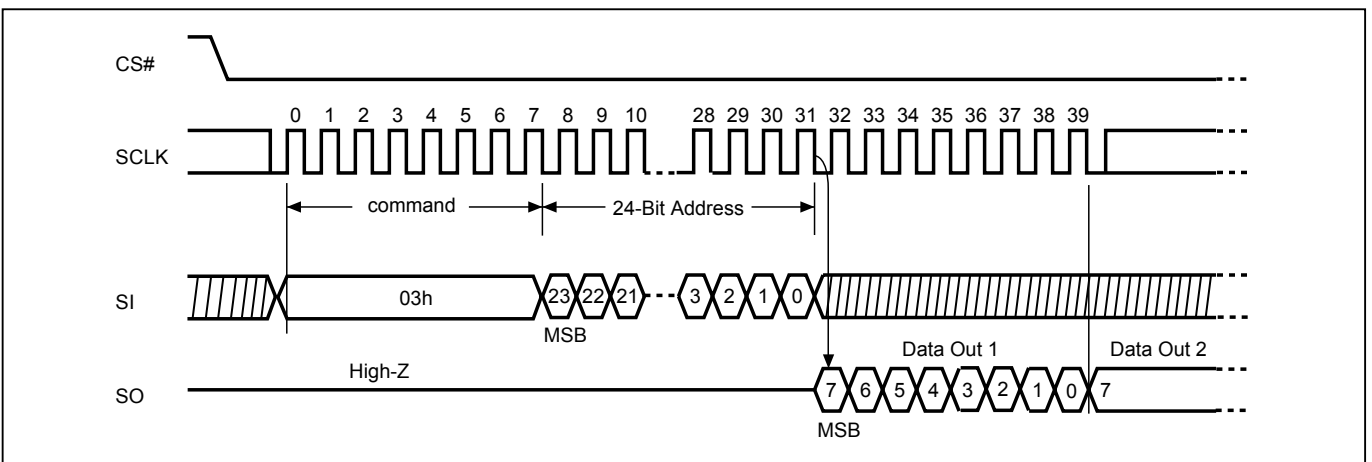 CS#
0 1 2 3 4 5 6 7 8 9 10 28 29 30 31 32 33 34 35 36 37 38 39
SCLK
command 24-Bit Address
SI 03h 23 22 21 3 2 1 0
MSB
Data Out 1 Data Out 2
High-Z
SO 7 6 5 4 3 2 1 0 7
MSB